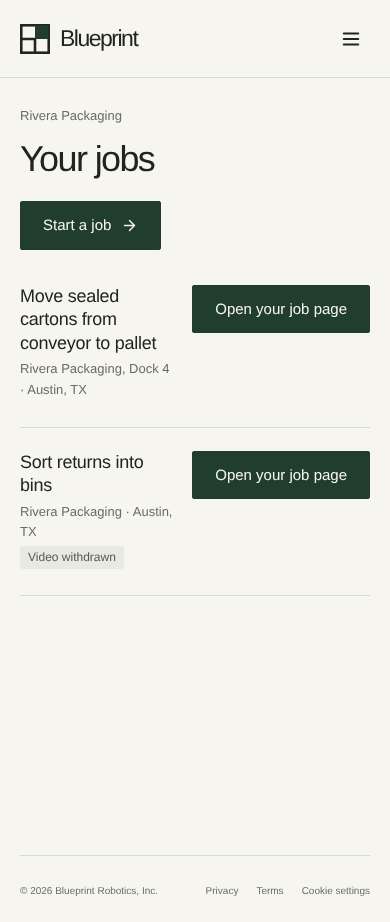 Blueprint
Rivera Packaging
Your jobs
Start a job
Move sealed
cartons from
conveyor to pallet
Rivera Packaging, Dock 4
· Austin, TX
Open your job page
Sort returns into
bins
Rivera Packaging · Austin,
TX
Video withdrawn
Open your job page
© 2026 Blueprint Robotics, Inc. Privacy Terms Cookie settings